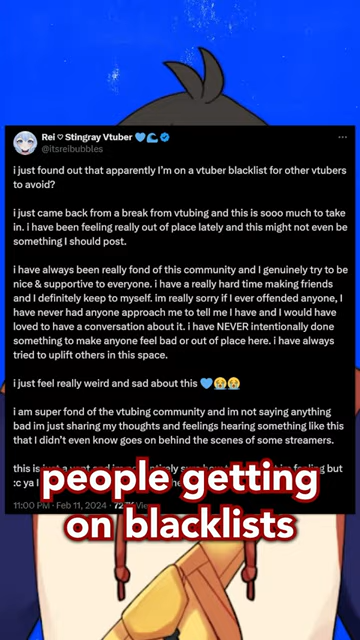 Rei ♡ Stingray Vtuber 💙🌊
@itsreibubbles
i just found out that apparently I'm on a vtuber blacklist for other vtubers
to avoid?
i just came back from a break from vtubing and this is sooo much to take
in. i have been feeling really out of place lately and this might not even be
something I should post.
i have always been really fond of this community and I genuinely try to be
nice & supportive to everyone. i have a really hard time making friends
and I definitely keep to myself. im really sorry if I ever offended anyone, I
have never had anyone approach me to tell me I have and I would have
loved to have a conversation about it. i have NEVER intentionally done
something to make anyone feel bad or out of place here. i have always
tried to uplift others in this space.
i just feel really weird and sad about this 💙😭😭
i am super fond of the vtubing community and im not saying anything
bad im just sharing my thoughts and feelings hearing something like this
that I didn't even know goes on behind the scenes of some streamers.
this is just a vent and feeling but
:c ya I
people getting
on blacklists
11:00 PM · Feb 11, 2024 ·